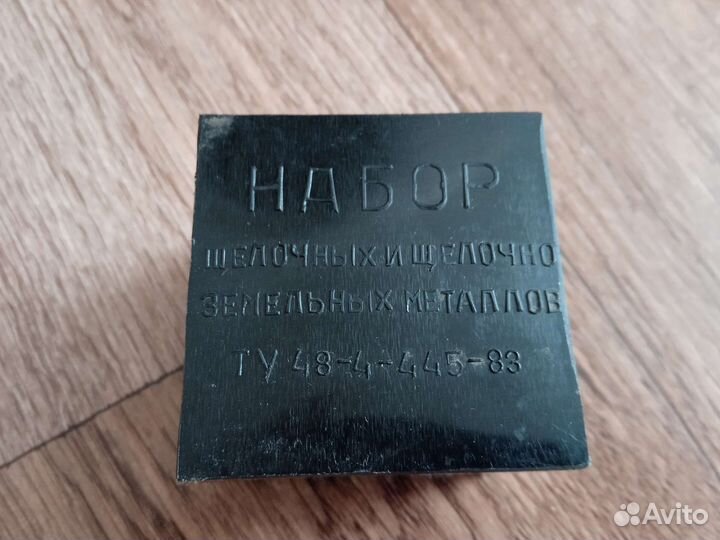 НАБОР
ЩЕЛОЧНЫХ И ЩЕЛОЧНО
ЗЕМЕЛЬНЫХ МЕТАЛЛОВ
ТУ 48-4-445-83
Avito